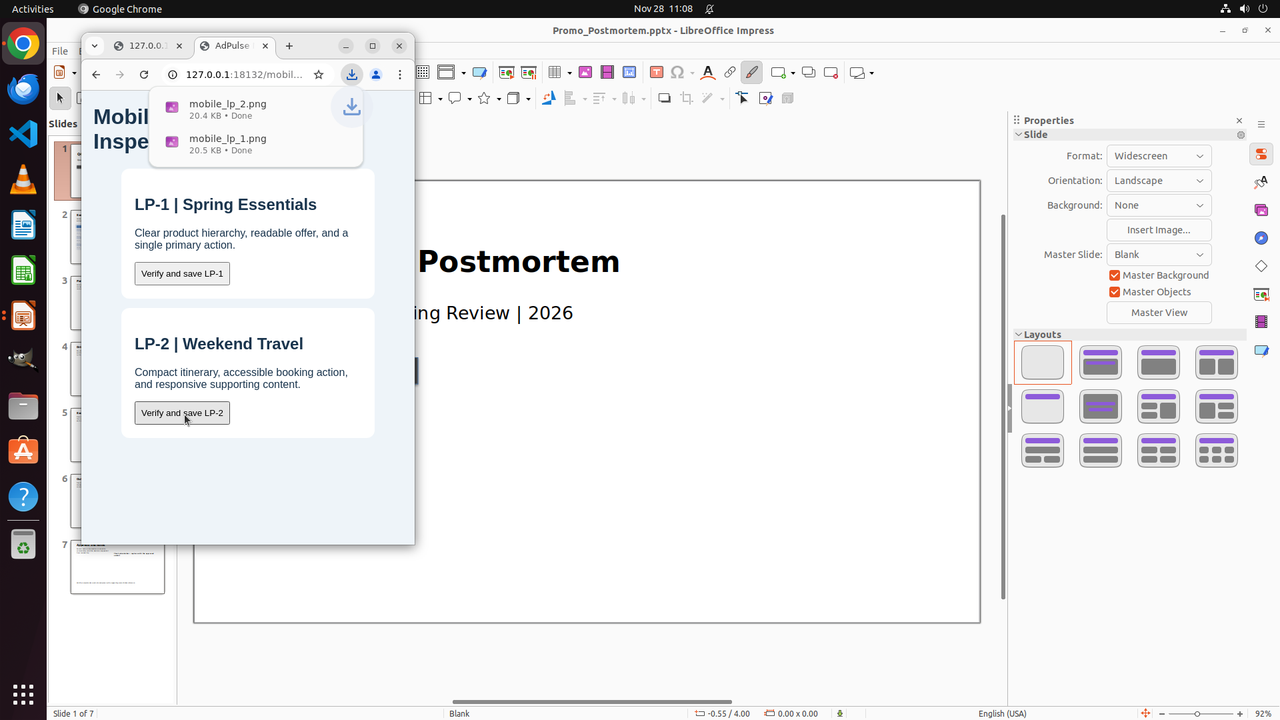 Activities
Google Chrome
Nov 28 11:08
Promo_Postmortem.pptx - LibreOffice Impress
File
127.0.0.
AdPulse
127.0.0.1:18132/mobil...
mobile_lp_2.png
20.4 KB • Done
mobile_lp_1.png
20.5 KB • Done
Mobil
Inspe
LP-1 | Spring Essentials
Clear product hierarchy, readable offer, and a
single primary action.
Verify and save LP-1
LP-2 | Weekend Travel
Compact itinerary, accessible booking action,
and responsive supporting content.
Verify and save LP-2
Slides
1
2
3
4
5
6
7
Postmortem
ing Review | 2026
Properties
Slide
Format:
Widescreen
Orientation:
Landscape
Background:
None
Insert Image...
Master Slide:
Blank
Master Background
Master Objects
Master View
Layouts
Slide 1 of 7
Blank
-0.55 / 4.00
0.00 x 0.00
English (USA)
92%